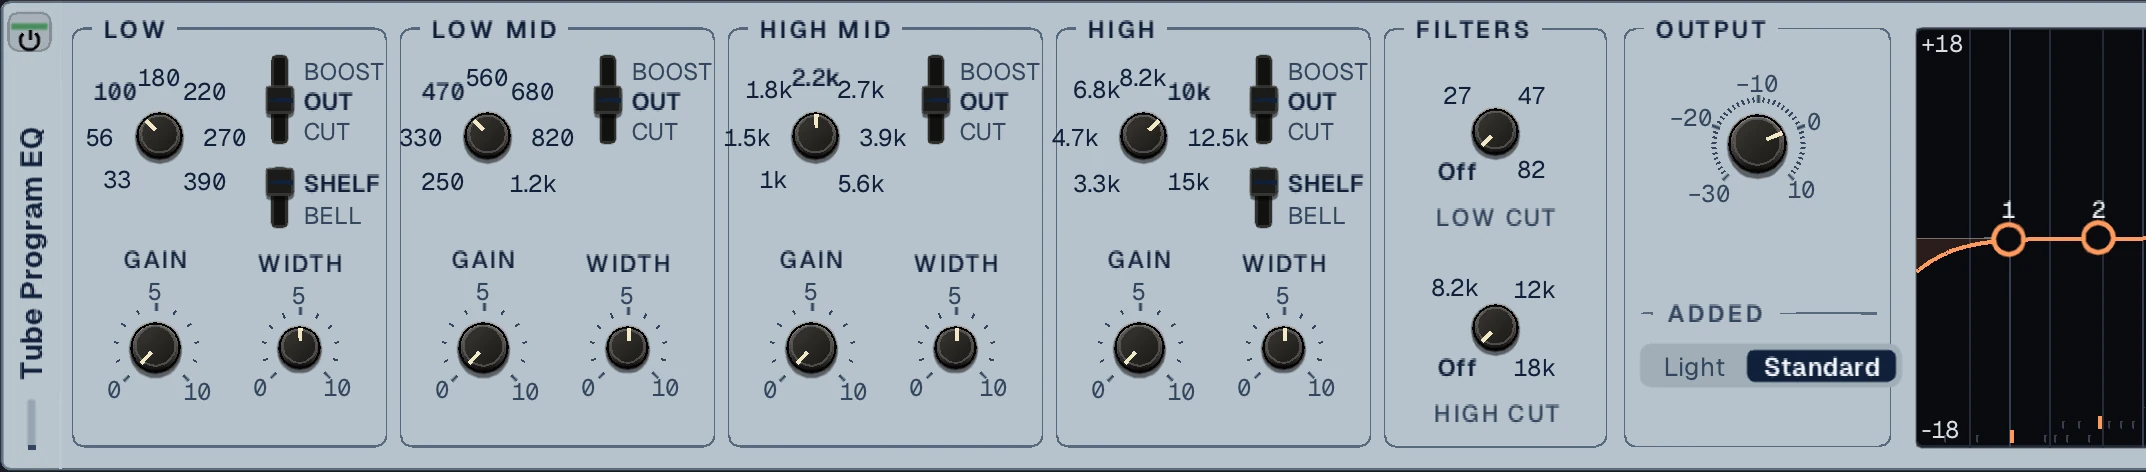 Tube Program EQ
LOW
100 180 220
56 270
33 390
BOOST
OUT
CUT
SHELF
BELL
GAIN
5
0 10
WIDTH
5
0 10
LOW MID
470 560 680
330 820
250 1.2k
BOOST
OUT
CUT
GAIN
5
0 10
WIDTH
5
0 10
HIGH MID
1.8k 2.2k 2.7k
1.5k 3.9k
1k 5.6k
BOOST
OUT
CUT
GAIN
5
0 10
WIDTH
5
0 10
HIGH
6.8k 8.2k 10k
4.7k 12.5k
3.3k 15k
BOOST
OUT
CUT
SHELF
BELL
GAIN
5
0 10
WIDTH
5
0 10
FILTERS
27 47
Off 82
LOW CUT
8.2k 12k
Off 18k
HIGH CUT
OUTPUT
-10
-20 0
-30 10
ADDED
Light Standard
+18
1 2
-18